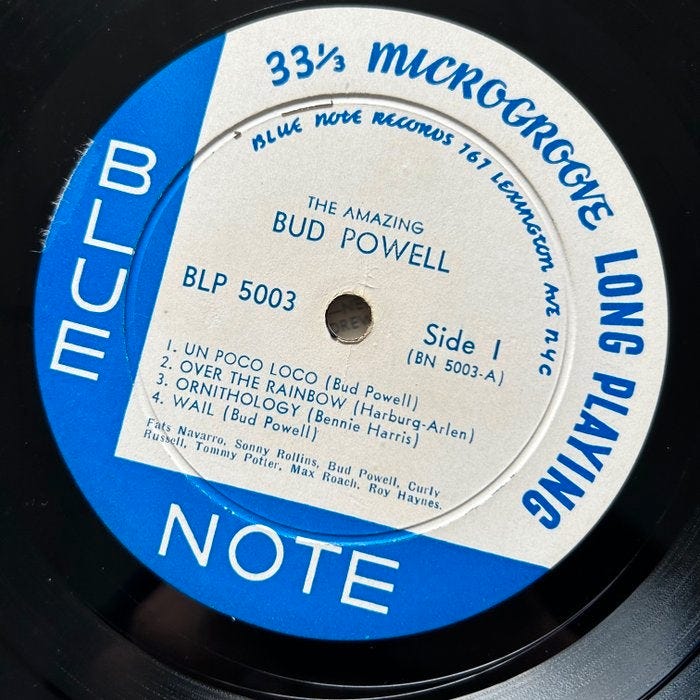 33⅓ MICROGROOVE LONG PLAYING
BLUE NOTE RECORDS 767 LEXINGTON AVE NYC
THE AMAZING
BUD POWELL
BLP 5003
Side 1
(BN 5003-A)
1. UN POCO LOCO (Bud Powell)
2. OVER THE RAINBOW (Harburg-Arlen)
3. ORNITHOLOGY (Bennie Harris)
4. WAIL (Bud Powell)
Fats Navarro, Sonny Rollins, Bud Powell, Curly
Russell, Tommy Potter, Max Roach, Roy Haynes.
BLUE
NOTE